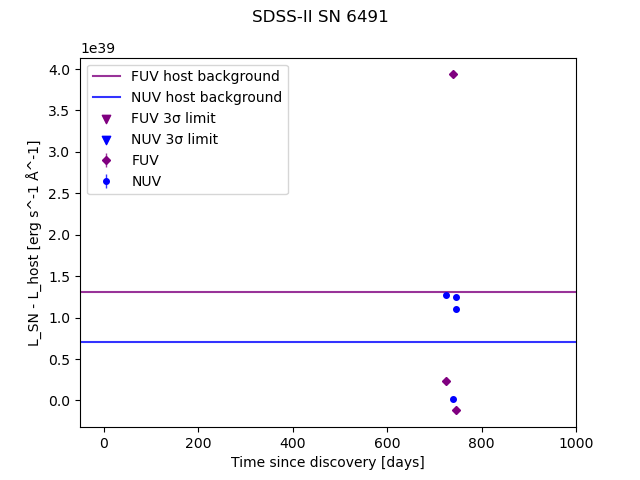 SDSS-II SN 6491
1e39
FUV host background
NUV host background
FUV 3σ limit
NUV 3σ limit
FUV
NUV
4.0
3.5
3.0
2.5
2.0
1.5
1.0
0.5
0.0
L_SN - L_host [erg s^-1 Å^-1]
0 200 400 600 800 1000
Time since discovery [days]